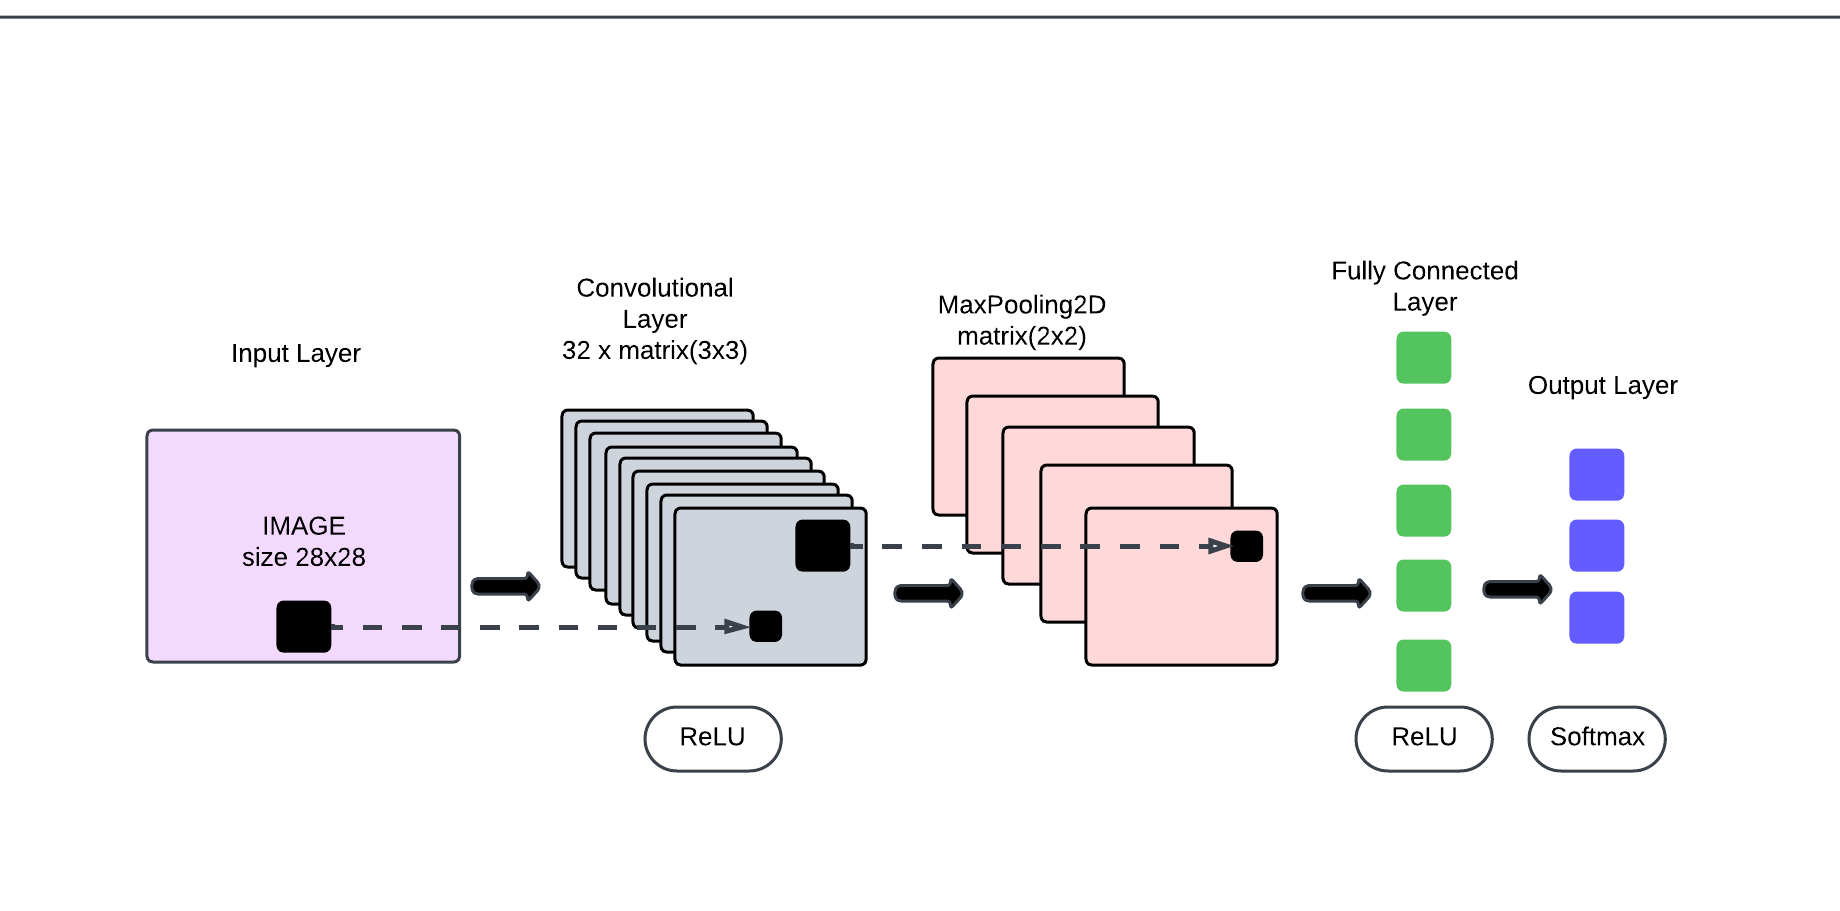 Input Layer
IMAGE
size 28x28
Convolutional
Layer
32 x matrix(3x3)
ReLU
MaxPooling2D
matrix(2x2)
Fully Connected
Layer
ReLU
Output Layer
Softmax